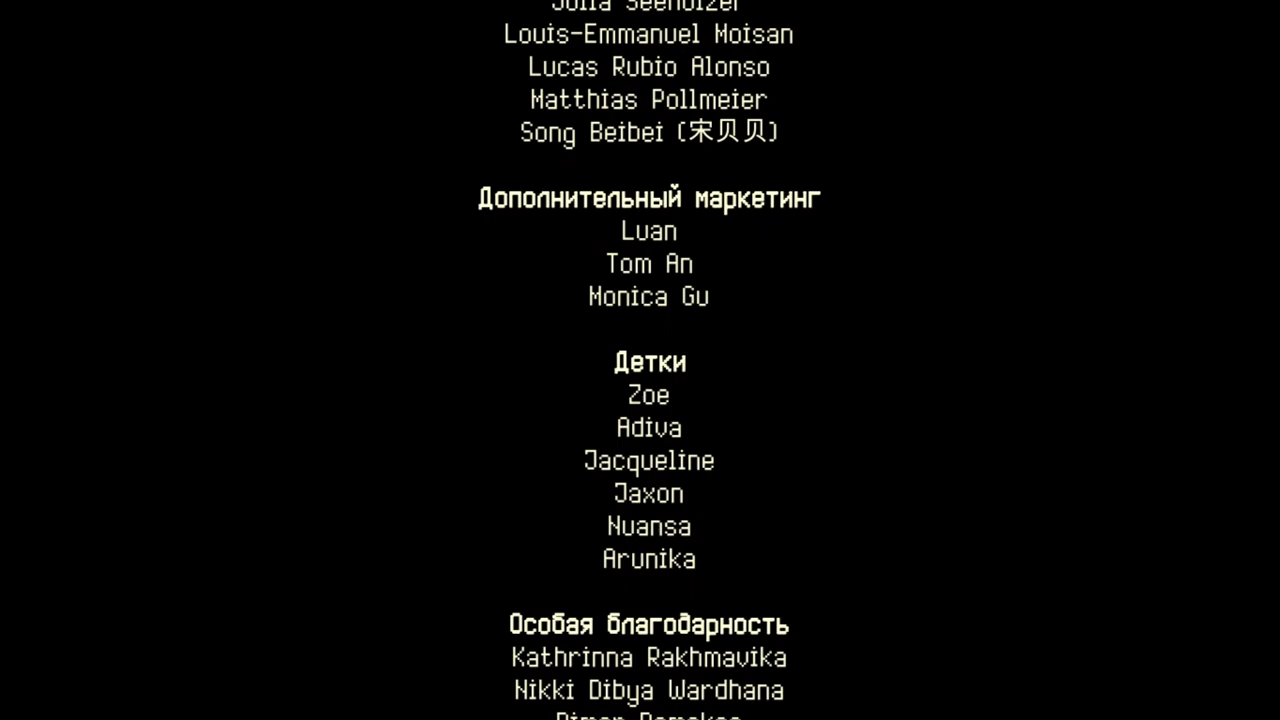 Louis-Emmanuel Moisan
Lucas Rubio Alonso
Matthias Pollmeier
Song Beibei (宋贝贝)
Дополнительный маркетинг
Luan
Tom An
Monica Gu
Детки
Zoe
Adiva
Jacqueline
Jaxon
Nuansa
Arunika
Особая благодарность
Kathrinna Rakhmavika
Nikki Dibya Wardhana